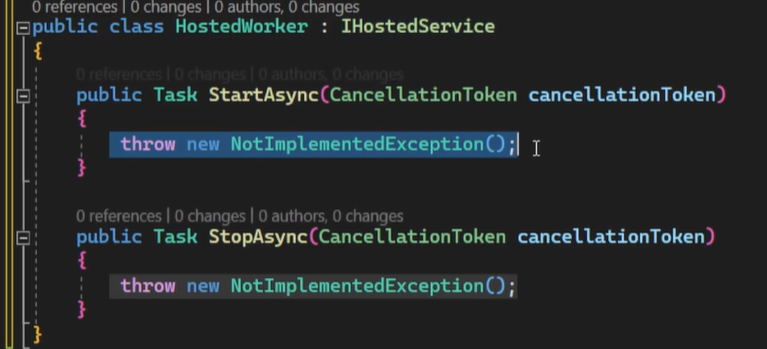 0 references | 0 changes | 0 authors, 0 changes
public class HostedWorker : IHostedService
{
0 references | 0 changes | 0 authors, 0 changes
public Task StartAsync(CancellationToken cancellationToken)
{
throw new NotImplementedException();
}
0 references | 0 changes | 0 authors, 0 changes
public Task StopAsync(CancellationToken cancellationToken)
{
throw new NotImplementedException();
}
}